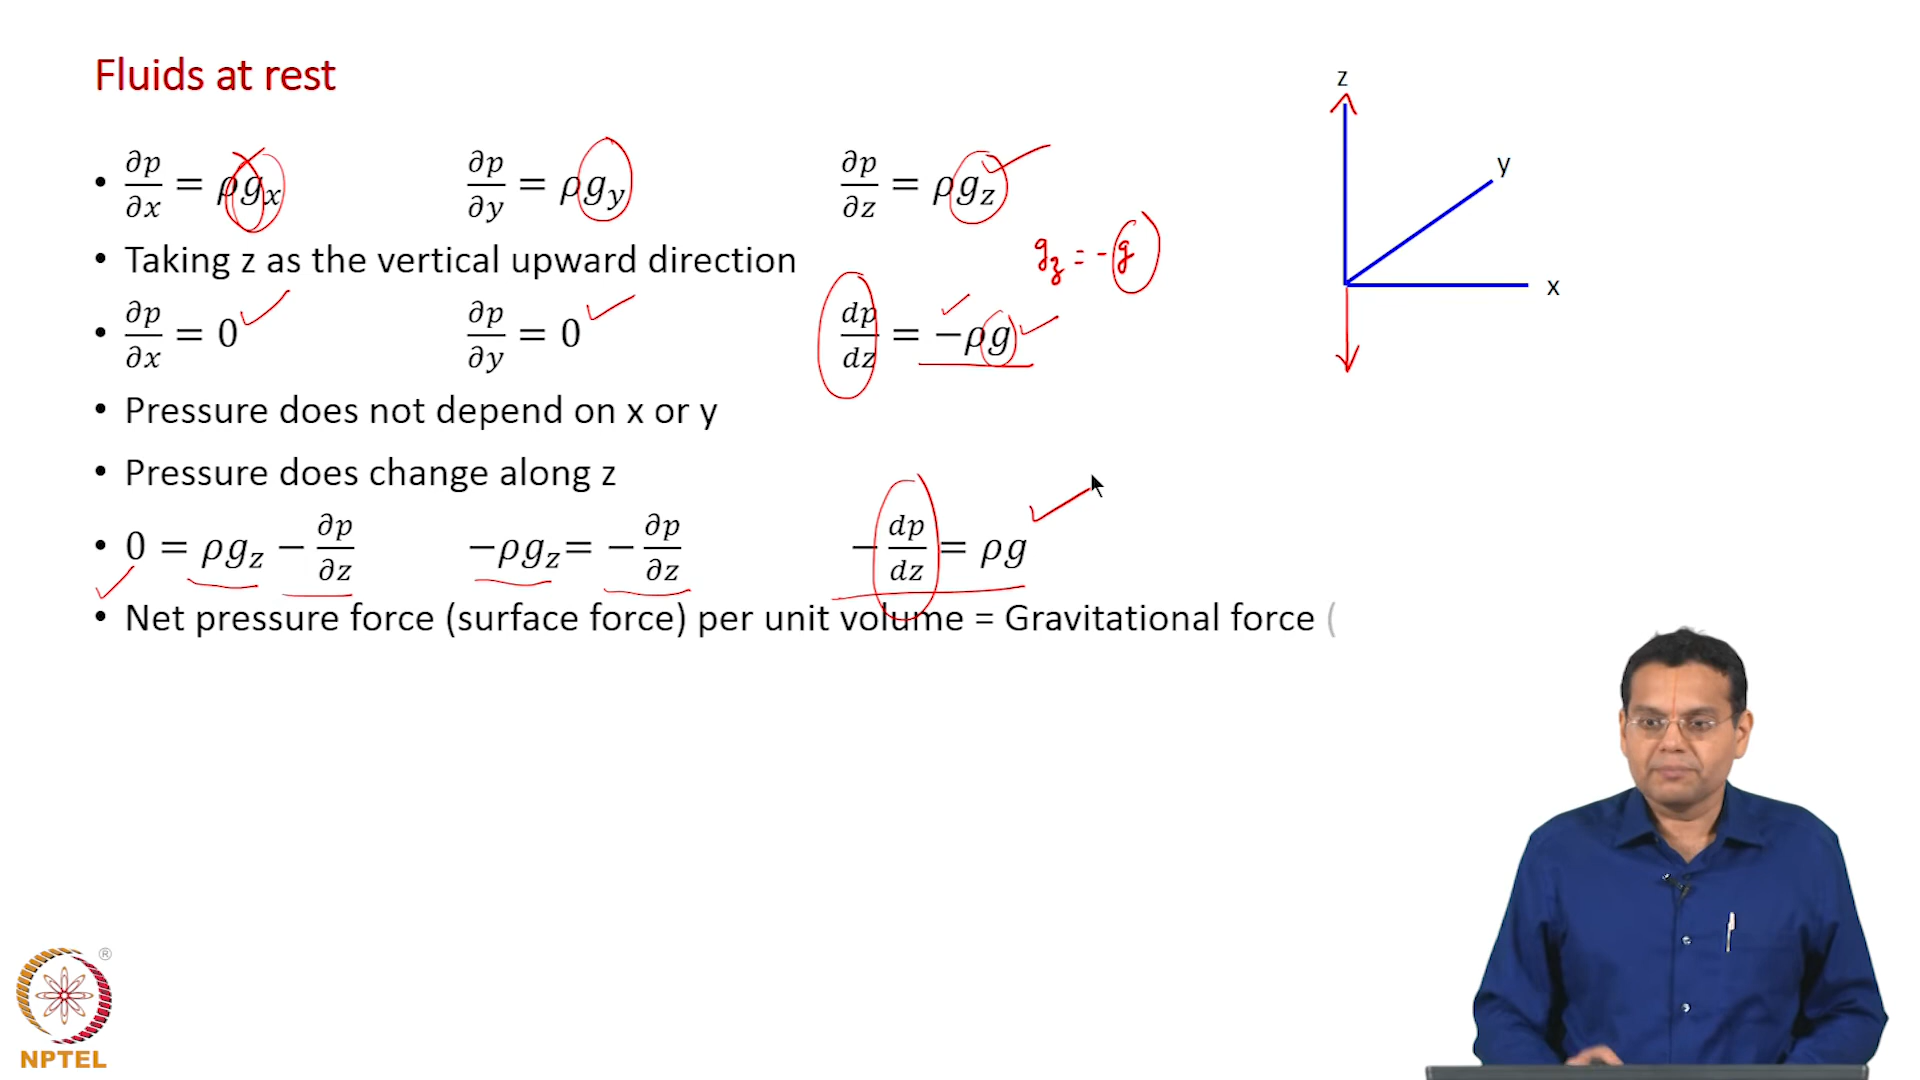 Fluids at rest
z
y
x
• ∂p/∂x = ρgₓ ∂p/∂y = ρg_y ∂p/∂z = ρg_z
g_z = -g
• Taking z as the vertical upward direction
• ∂p/∂x = 0 ∂p/∂y = 0 dp/dz = −ρg
• Pressure does not depend on x or y
• Pressure does change along z
• 0 = ρg_z − ∂p/∂z −ρg_z = − ∂p/∂z − dp/dz = ρg
• Net pressure force (surface force) per unit volume = Gravitational force (
®
NPTEL